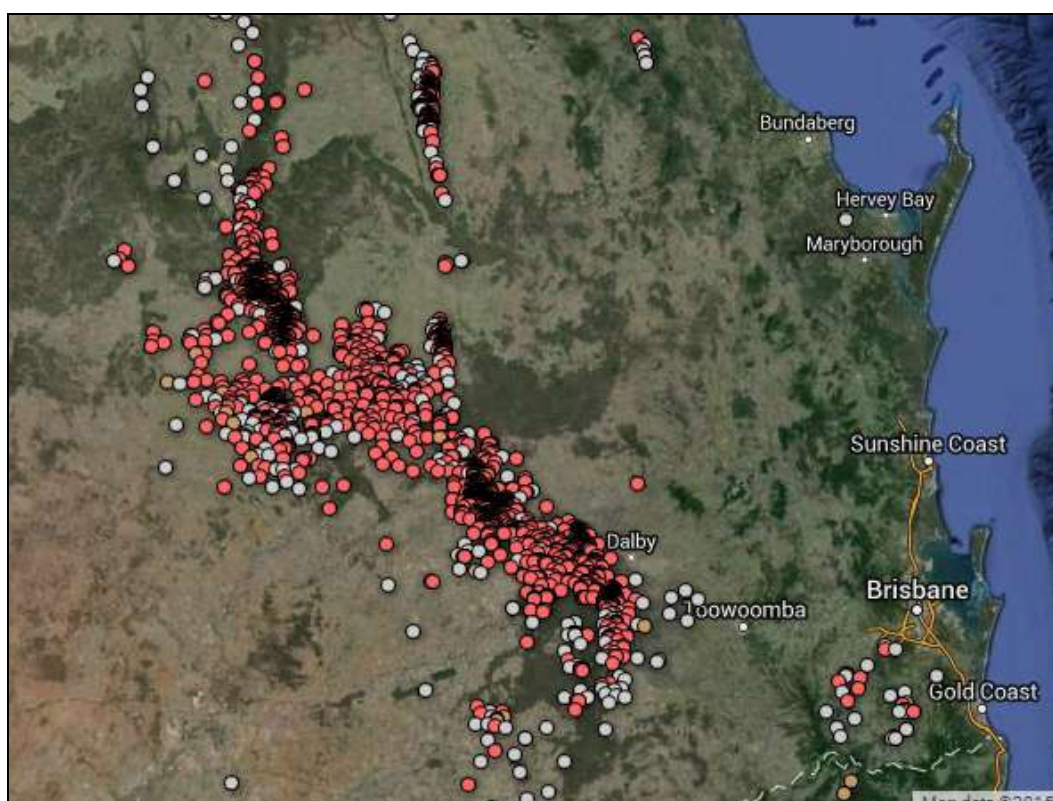 Bundaberg
Hervey Bay
Maryborough
Sunshine Coast
Dalby
Brisbane
Toowoomba
Gold Coast